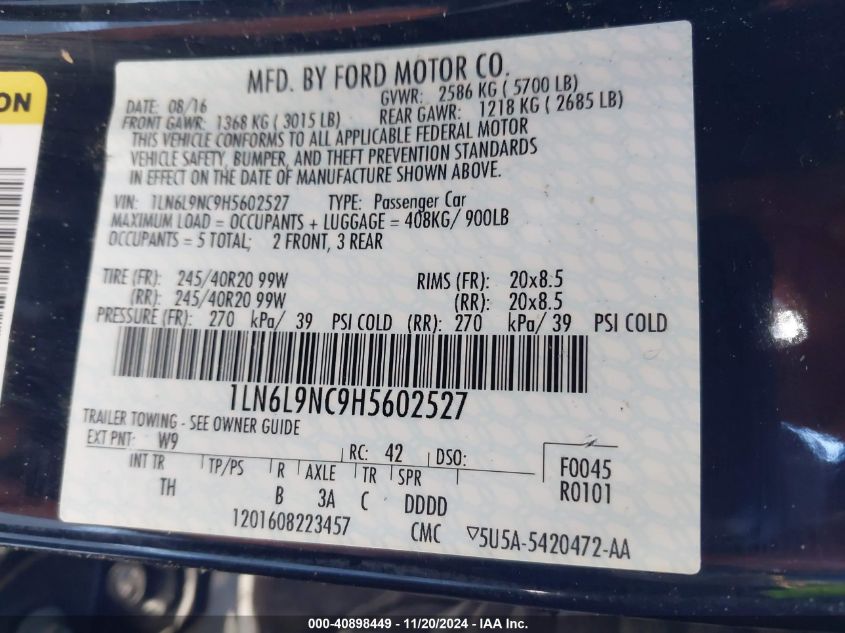 ON
MFD. BY FORD MOTOR CO.
DATE: 08/16 GVWR: 2586 KG ( 5700 LB)
FRONT GAWR: 1368 KG ( 3015 LB) REAR GAWR: 1218 KG ( 2685 LB)
THIS VEHICLE CONFORMS TO ALL APPLICABLE FEDERAL MOTOR
VEHICLE SAFETY, BUMPER, AND THEFT PREVENTION STANDARDS
IN EFFECT ON THE DATE OF MANUFACTURE SHOWN ABOVE.
VIN: 1LN6L9NC9H5602527 TYPE: Passenger Car
MAXIMUM LOAD = OCCUPANTS + LUGGAGE = 408KG/ 900LB
OCCUPANTS = 5 TOTAL; 2 FRONT, 3 REAR
TIRE (FR): 245/40R20 99W RIMS (FR): 20x8.5
(RR): 245/40R20 99W (RR): 20x8.5
PRESSURE (FR): 270 kPa/ 39 PSI COLD (RR): 270 kPa/ 39 PSI COLD
1LN6L9NC9H5602527
TRAILER TOWING - SEE OWNER GUIDE
EXT PNT: W9 RC: 42 DSO: F0045
INT TR TP/PS R AXLE TR SPR R0101
TH B 3A C DDDD
1201608223457 CMC ▽5U5A-5420472-AA
000-40898449 — 11/20/2024 — IAA Inc.